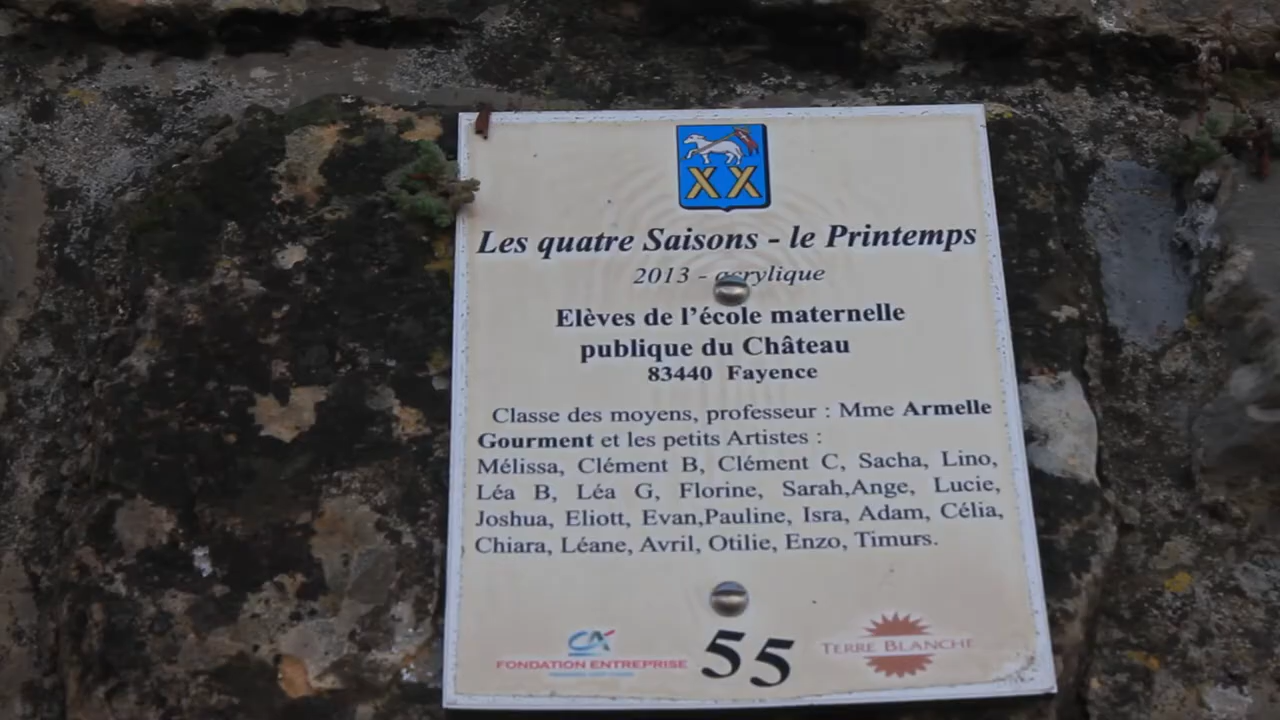 XX
Les quatre Saisons - le Printemps
2013 - acrylique
Elèves de l'école maternelle
publique du Château
83440 Fayence
Classe des moyens, professeur : Mme Armelle
Gourment et les petits Artistes :
Mélissa, Clément B, Clément C, Sacha, Lino,
Léa B, Léa G, Florine, Sarah,Ange, Lucie,
Joshua, Eliott, Evan,Pauline, Isra, Adam, Célia,
Chiara, Léane, Avril, Otilie, Enzo, Timurs.
CA
FONDATION ENTREPRISE
55
TERRE BLANCHE